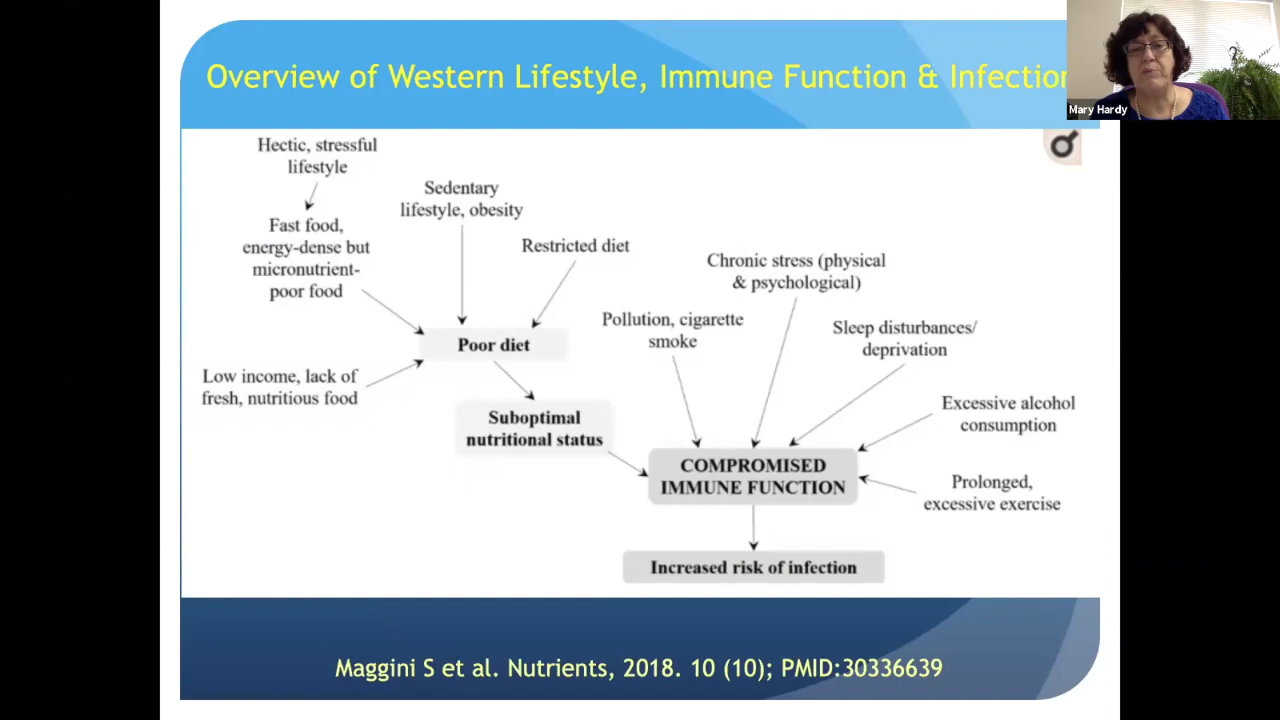 Overview of Western Lifestyle, Immune Function & Infection
Mary Hardy
Hectic, stressful
lifestyle
Fast food,
energy-dense but
micronutrient-
poor food
Low income, lack of
fresh, nutritious food
Sedentary
lifestyle, obesity
Restricted diet
Poor diet
Suboptimal
nutritional status
Pollution, cigarette
smoke
Chronic stress (physical
& psychological)
Sleep disturbances/
deprivation
Excessive alcohol
consumption
Prolonged,
excessive exercise
COMPROMISED
IMMUNE FUNCTION
Increased risk of infection
Maggini S et al. Nutrients, 2018. 10 (10); PMID:30336639